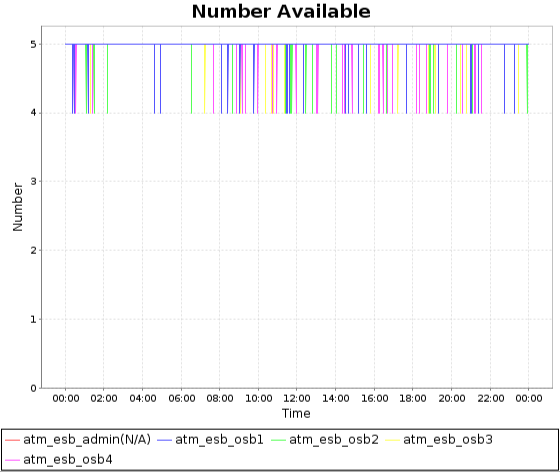 Number Available
5
4
3
2
1
0
Number
00:00 02:00 04:00 06:00 08:00 10:00 12:00 14:00 16:00 18:00 20:00 22:00 00:00
Time
atm_esb_admin(N/A) atm_esb_osb1 atm_esb_osb2 atm_esb_osb3
atm_esb_osb4